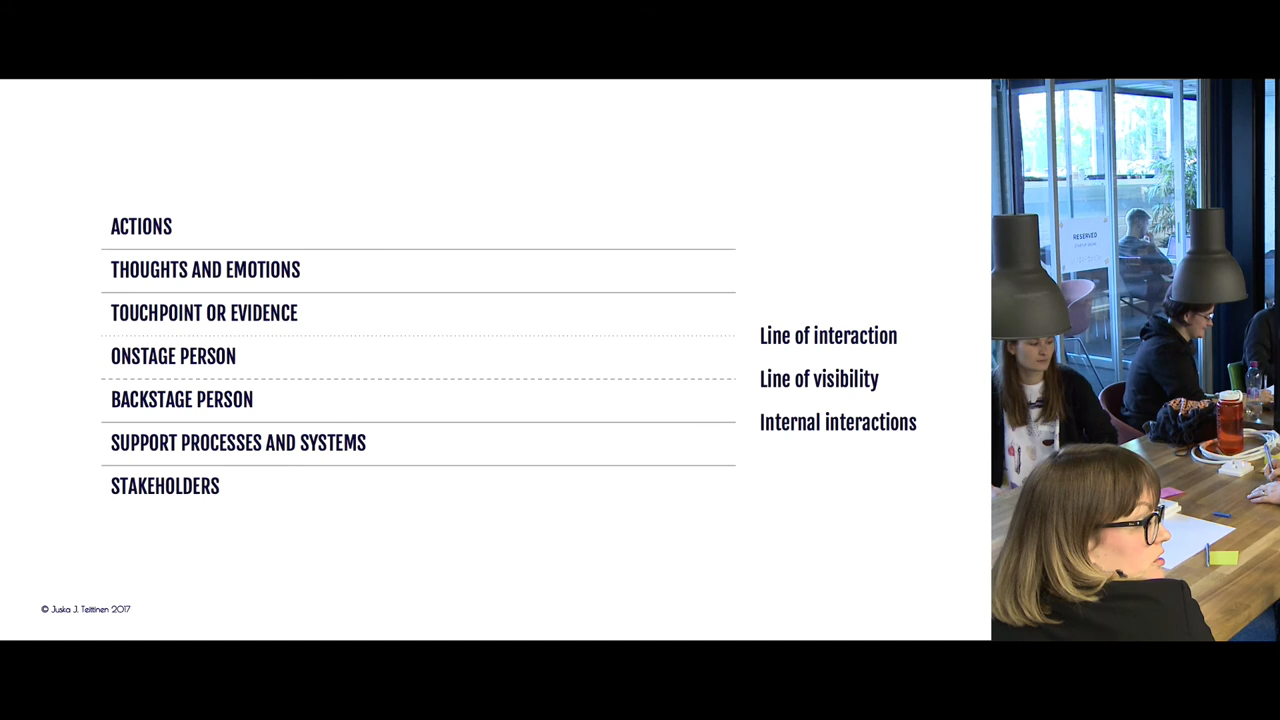 ACTIONS
THOUGHTS AND EMOTIONS
TOUCHPOINT OR EVIDENCE
Line of interaction
ONSTAGE PERSON
Line of visibility
BACKSTAGE PERSON
Internal interactions
SUPPORT PROCESSES AND SYSTEMS
STAKEHOLDERS
© Juska J. Teittinen 2017
RESERVED